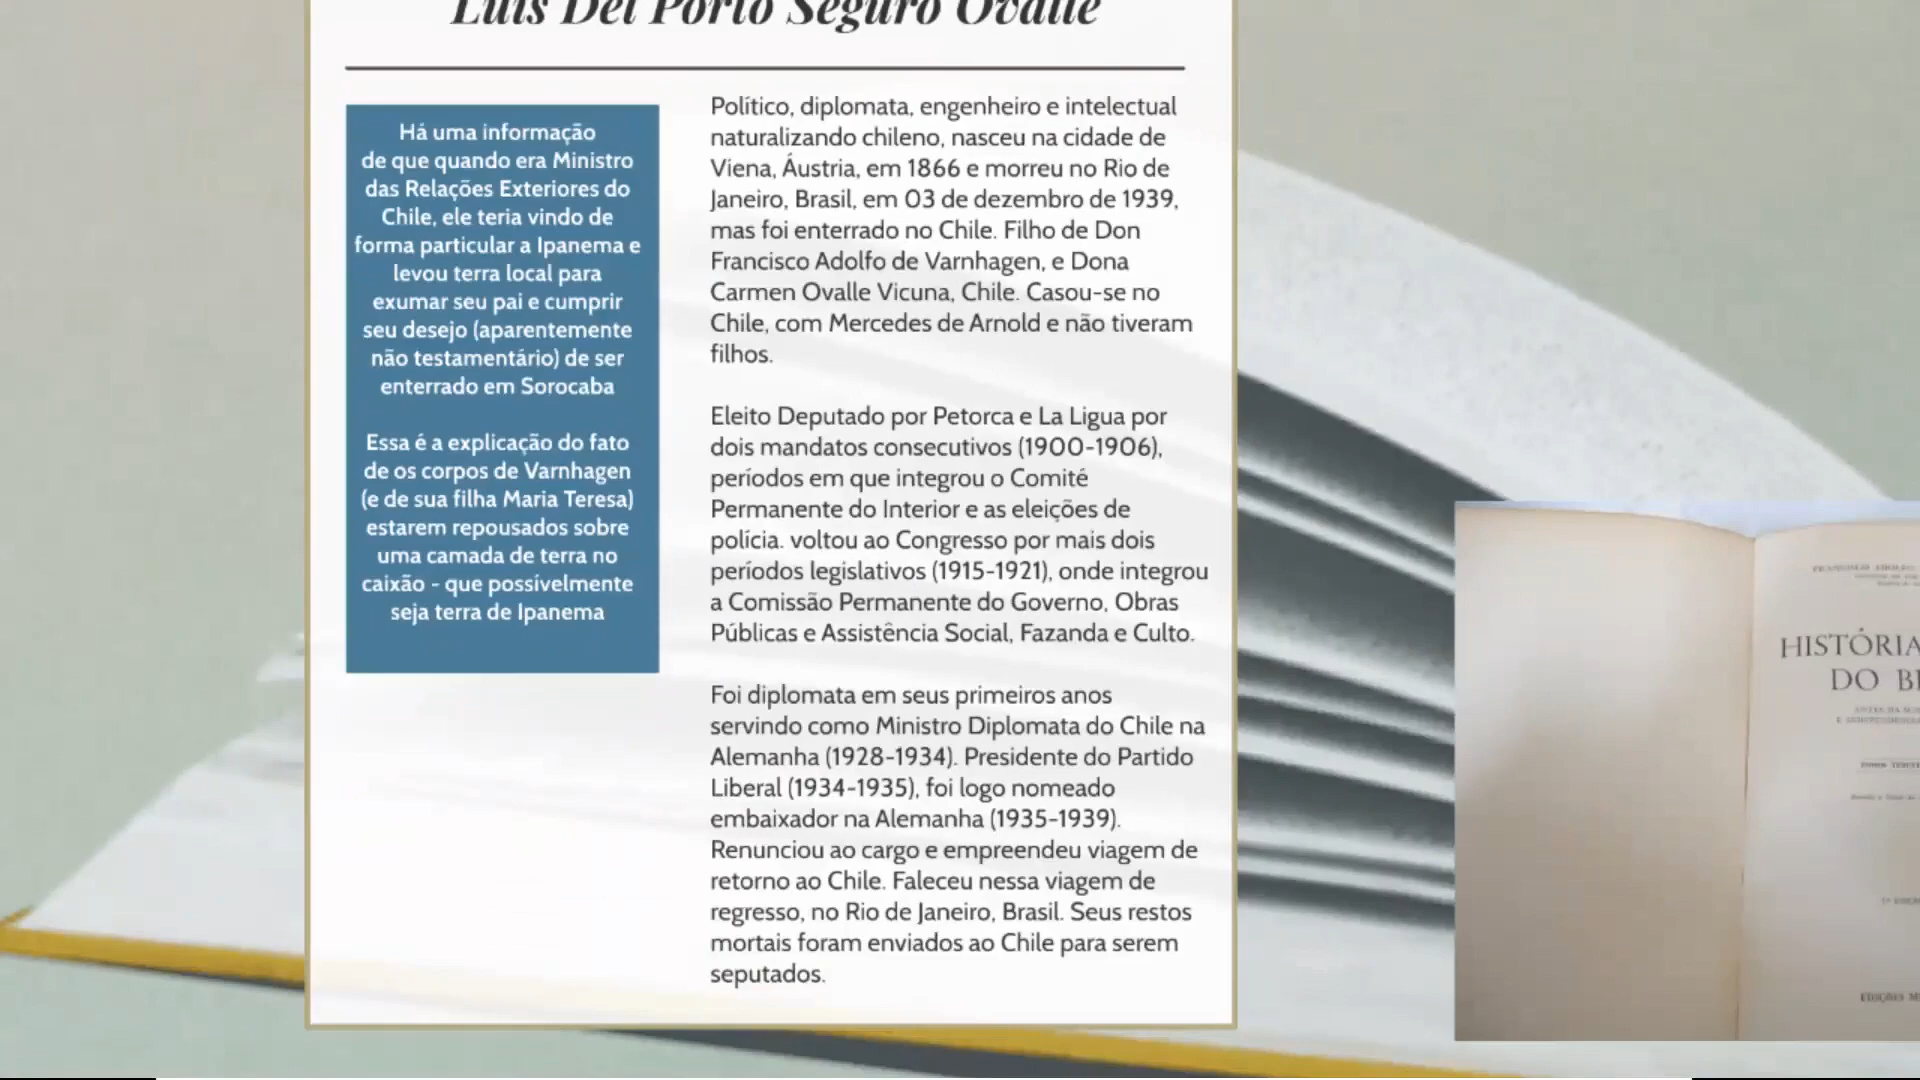 Luis Del Porto Seguro Ovalle
Há uma informação
de que quando era Ministro
das Relações Exteriores do
Chile, ele teria vindo de
forma particular a Ipanema e
levou terra local para
exumar seu pai e cumprir
seu desejo (aparentemente
não testamentário) de ser
enterrado em Sorocaba
Essa é a explicação do fato
de os corpos de Varnhagen
(e de sua filha Maria Teresa)
estarem repousados sobre
uma camada de terra no
caixão - que possívelmente
seja terra de Ipanema
Político, diplomata, engenheiro e intelectual
naturalizando chileno, nasceu na cidade de
Viena, Áustria, em 1866 e morreu no Rio de
Janeiro, Brasil, em 03 de dezembro de 1939,
mas foi enterrado no Chile. Filho de Don
Francisco Adolfo de Varnhagen, e Dona
Carmen Ovalle Vicuna, Chile. Casou-se no
Chile, com Mercedes de Arnold e não tiveram
filhos.
Eleito Deputado por Petorca e La Ligua por
dois mandatos consecutivos (1900-1906),
períodos em que integrou o Comité
Permanente do Interior e as eleições de
polícia. voltou ao Congresso por mais dois
períodos legislativos (1915-1921), onde integrou
a Comissão Permanente do Governo, Obras
Públicas e Assistência Social, Fazanda e Culto.
Foi diplomata em seus primeiros anos
servindo como Ministro Diplomata do Chile na
Alemanha (1928-1934). Presidente do Partido
Liberal (1934-1935), foi logo nomeado
embaixador na Alemanha (1935-1939).
Renunciou ao cargo e empreendeu viagem de
retorno ao Chile. Faleceu nessa viagem de
regresso, no Rio de Janeiro, Brasil. Seus restos
mortais foram enviados ao Chile para serem
seputados.
HISTÓRIA
DO